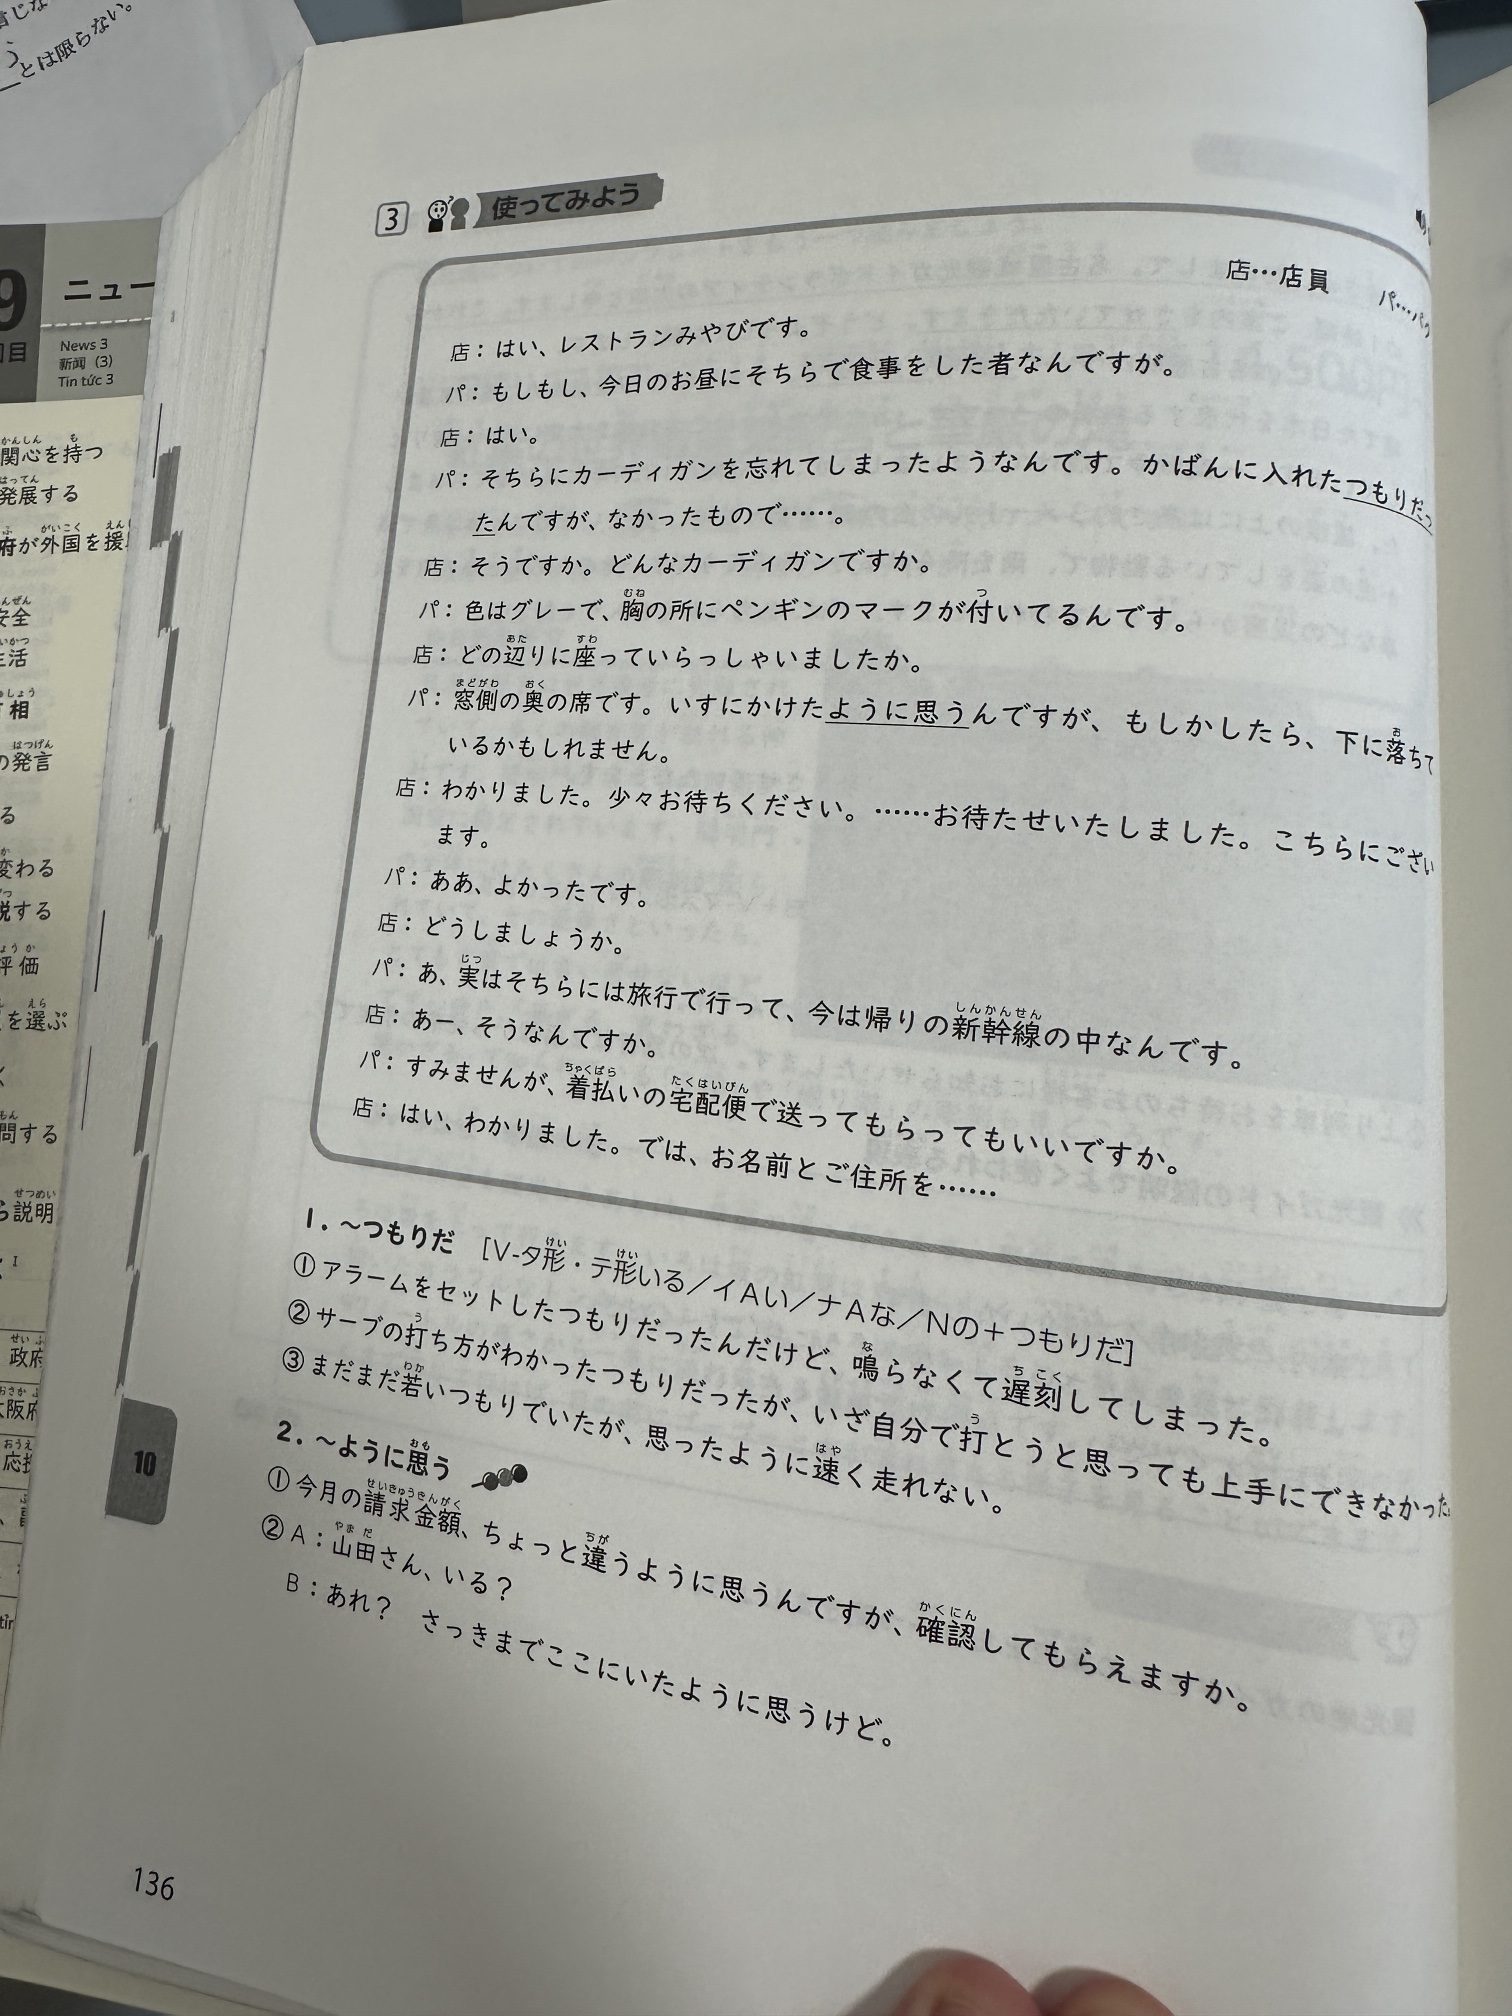 とは限らない。
9
ニュー
News 3
新闻 (3)
Tin tức 3
関心を持つ
発展する
府が外国を援
安全
生活
相
の発言
る
変わる
説する
評価
を選ぶ
問する
ら説明
政府
大阪府
応援
3 使ってみよう
店…店員 パ…パク
店：はい、レストランみやびです。
パ：もしもし、今日のお昼にそちらで食事をした者なんですが。
店：はい。
パ：そちらにカーディガンを忘れてしまったようなんです。かばんに入れたつもりだっ
たんですが、なかったもので……。
店：そうですか。どんなカーディガンですか。
パ：色はグレーで、胸の所にペンギンのマークが付いてるんです。
店：どの辺りに座っていらっしゃいましたか。
パ：窓側の奥の席です。いすにかけたように思うんですが、もしかしたら、下に落ちて
いるかもしれません。
店：わかりました。少々お待ちください。……お待たせいたしました。こちらにござい
ます。
パ：ああ、よかったです。
店：どうしましょうか。
パ：あ、実はそちらには旅行で行って、今は帰りの新幹線の中なんです。
店：あー、そうなんですか。
パ：すみませんが、着払いの宅配便で送ってもらってもいいですか。
店：はい、わかりました。では、お名前とご住所を……
1. ～つもりだ [V-タ形・テ形いる／イAい／ナAな／Nの＋つもりだ]
①アラームをセットしたつもりだったんだけど、鳴らなくて遅刻してしまった。
②サーブの打ち方がわかったつもりだったが、いざ自分で打とうと思っても上手にできなかった。
③まだまだ若いつもりでいたが、思ったように速く走れない。
2. ～ように思う
①今月の請求金額、ちょっと違うように思うんですが、確認してもらえますか。
②A：山田さん、いる？
B：あれ？ さっきまでここにいたように思うけど。
10
136